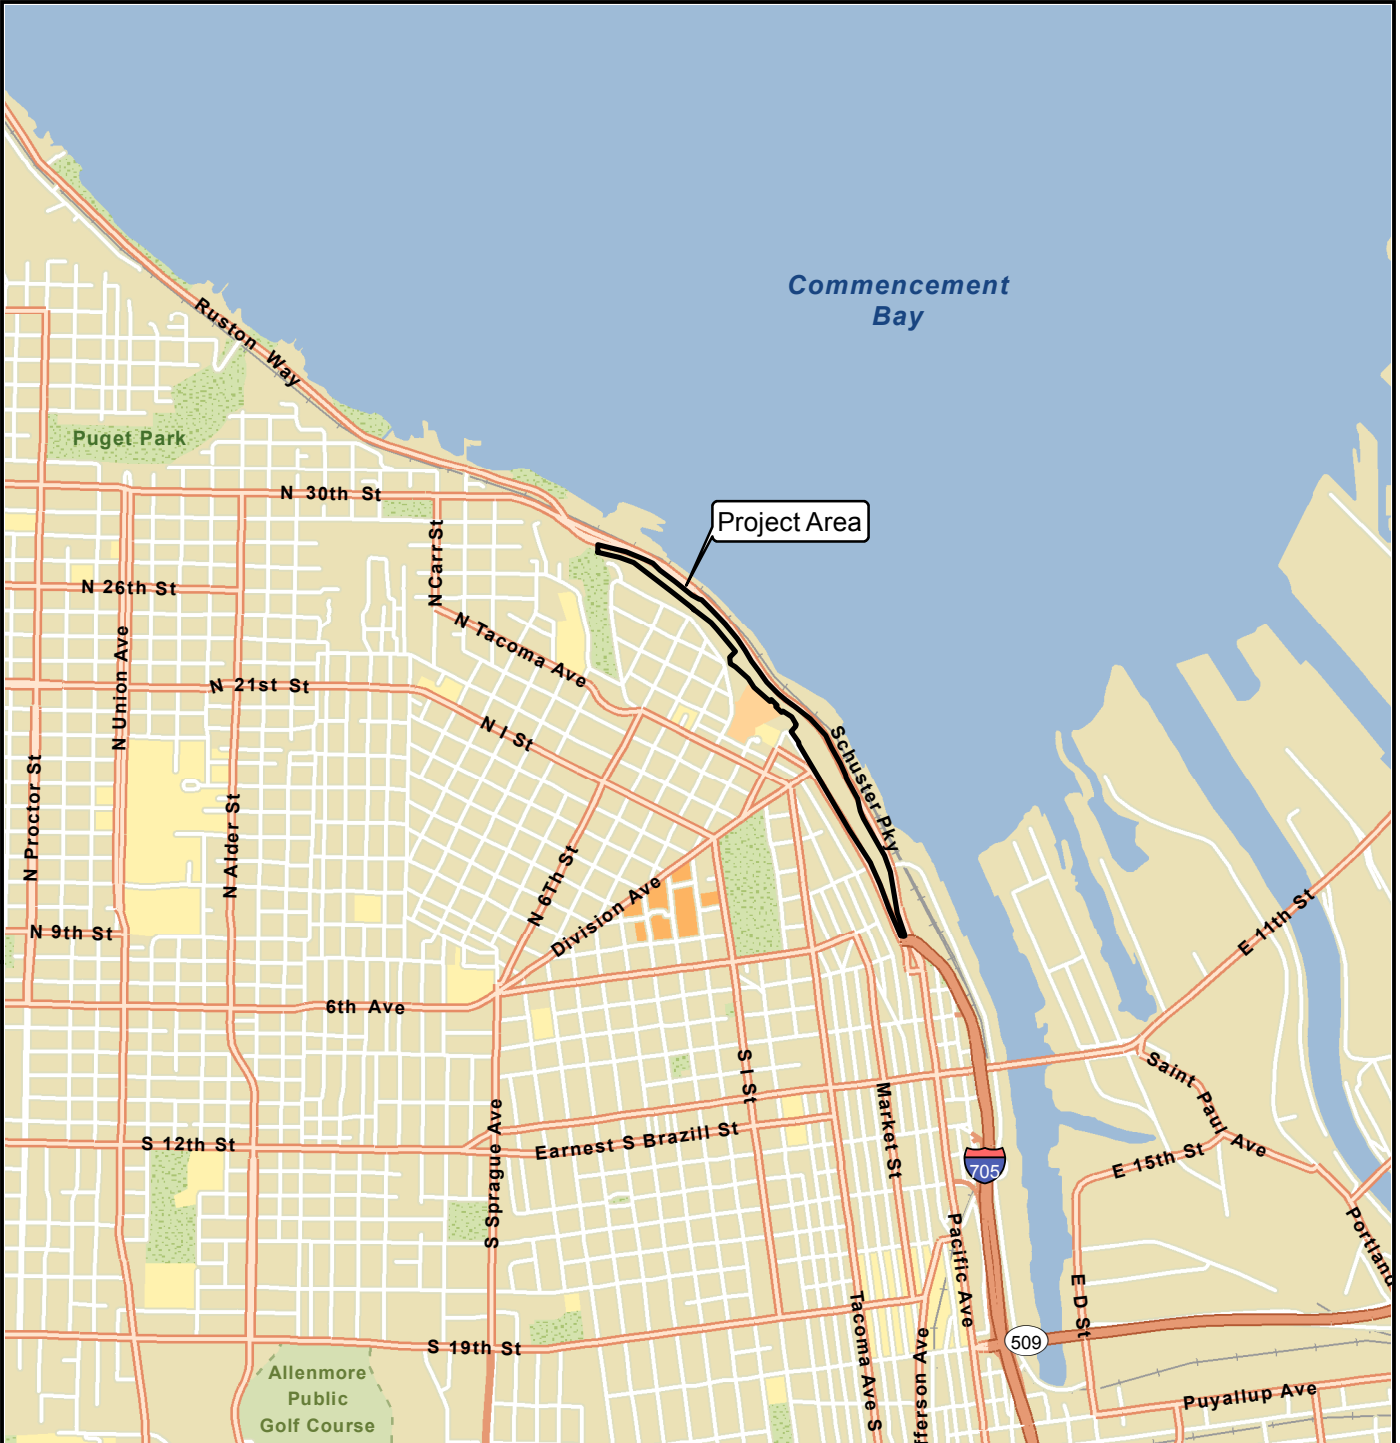 Commencement
Bay
Ruston Way
Puget Park
N 30th St
Project Area
N Carr St
N 26th St
N Tacoma Ave
N Union Ave
N 21st St
N I St
Schuster Pky
N Proctor St
N Alder St
N 6Th St
Division Ave
E 11th St
N 9th St
6th Ave
S I St
Saint Paul Ave
Market St
Earnest S Brazill St
S 12th St
E 15th St
705
S Sprague Ave
Portland
Pacific Ave
E D St
Tacoma Ave S
fferson Ave
509
S 19th St
Allenmore
Public
Golf Course
Puyallup Ave